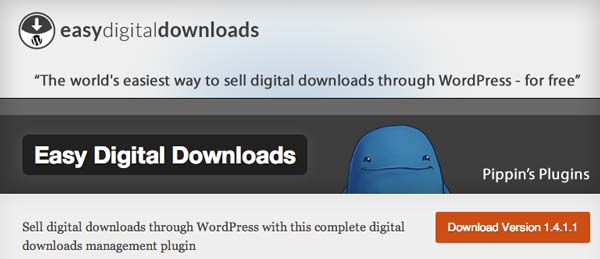 easydigitaldownloads
“The world's easiest way to sell digital downloads through WordPress - for free”
Easy Digital Downloads
Pippin's Plugins
Sell digital downloads through WordPress with this complete digital
downloads management plugin
Download Version 1.4.1.1